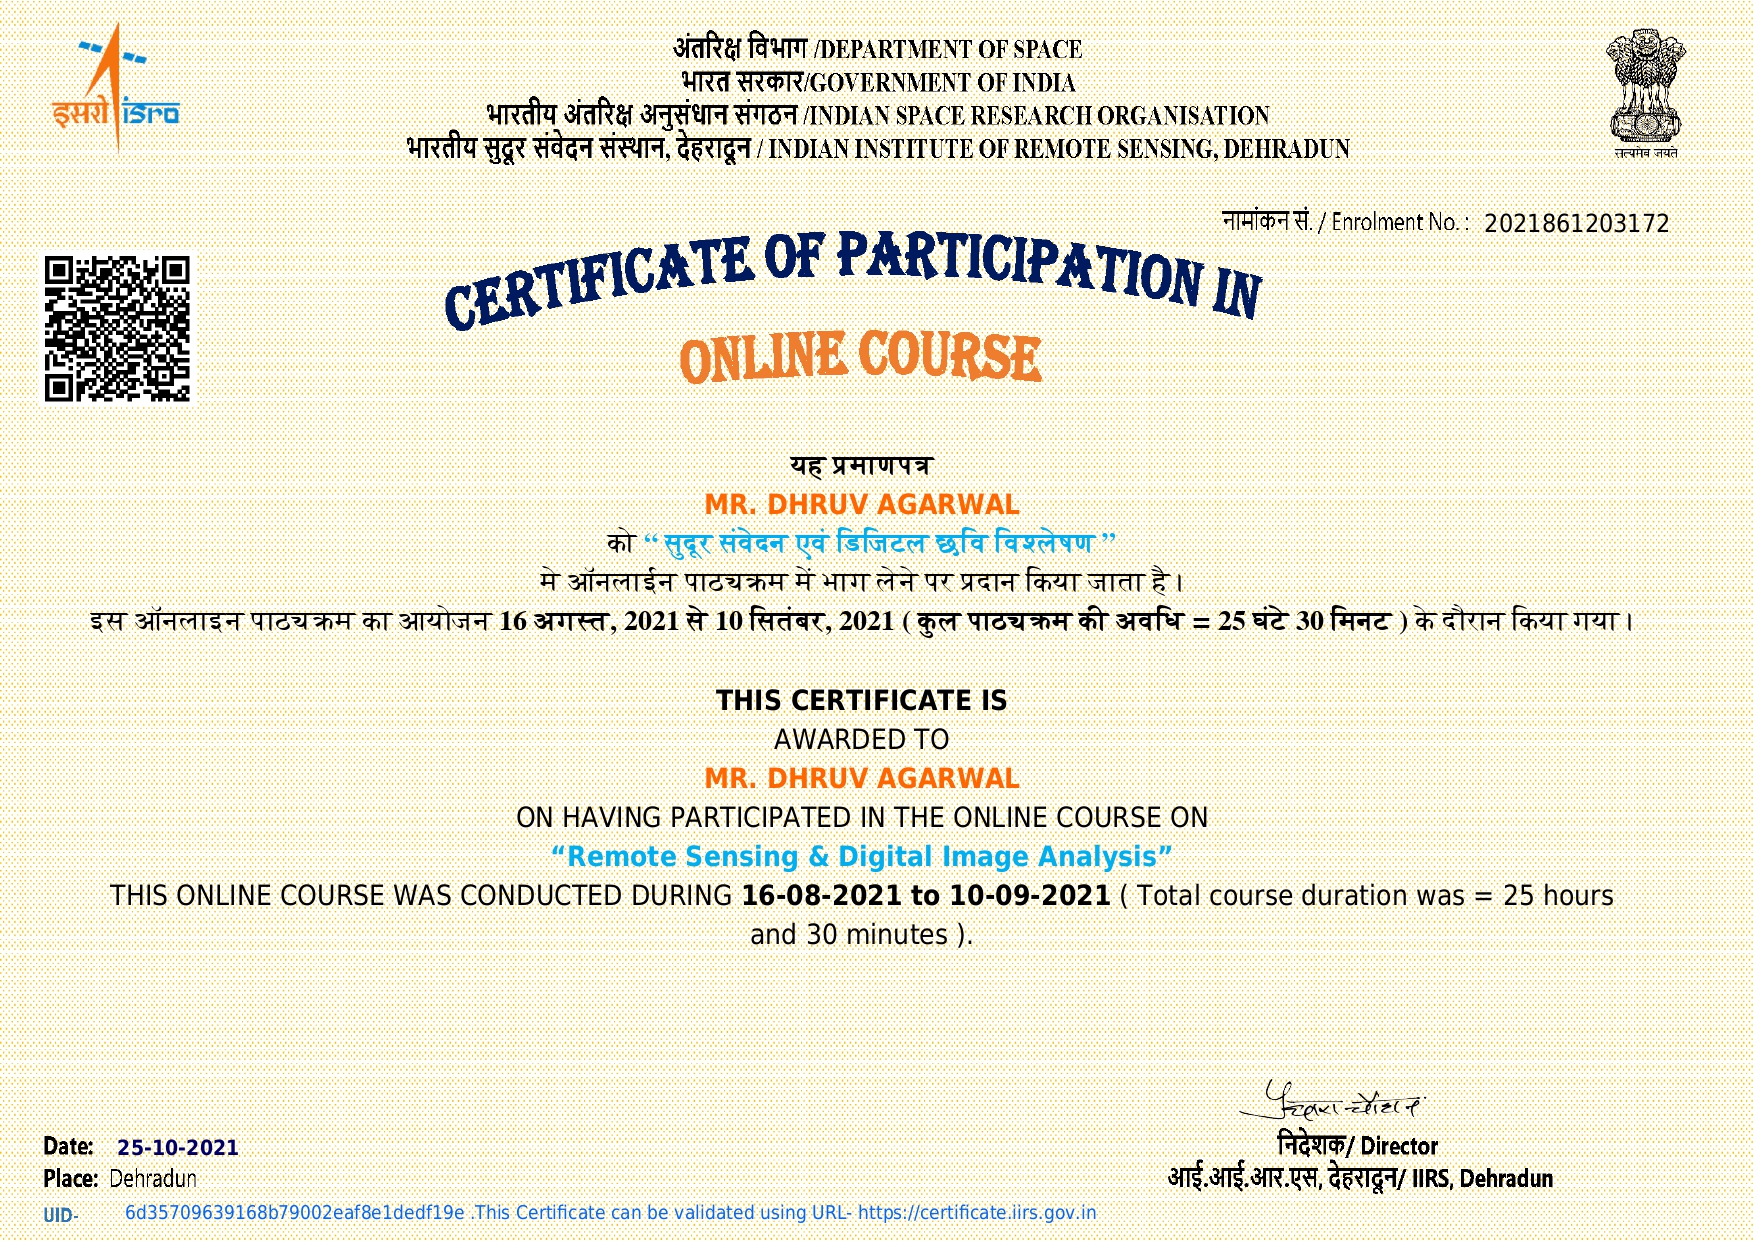 इसरो isro
अंतरिक्ष विभाग /DEPARTMENT OF SPACE
भारत सरकार/GOVERNMENT OF INDIA
भारतीय अंतरिक्ष अनुसंधान संगठन /INDIAN SPACE RESEARCH ORGANISATION
भारतीय सुदूर संवेदन संस्थान, देहरादून / INDIAN INSTITUTE OF REMOTE SENSING, DEHRADUN
सत्यमेव जयते
नामांकन सं. / Enrolment No. : 2021861203172
CERTIFICATE OF PARTICIPATION IN
ONLINE COURSE
यह प्रमाणपत्र
MR. DHRUV AGARWAL
को “ सुदूर संवेदन एवं डिजिटल छवि विश्लेषण ”
मे ऑनलाईन पाठ्यक्रम में भाग लेने पर प्रदान किया जाता है।
इस ऑनलाइन पाठ्यक्रम का आयोजन 16 अगस्त, 2021 से 10 सितंबर, 2021 ( कुल पाठ्यक्रम की अवधि = 25 घंटे 30 मिनट ) के दौरान किया गया।
THIS CERTIFICATE IS
AWARDED TO
MR. DHRUV AGARWAL
ON HAVING PARTICIPATED IN THE ONLINE COURSE ON
“Remote Sensing & Digital Image Analysis”
THIS ONLINE COURSE WAS CONDUCTED DURING 16-08-2021 to 10-09-2021 ( Total course duration was = 25 hours
and 30 minutes ).
निदेशक/ Director
आई.आई.आर.एस, देहरादून/ IIRS, Dehradun
Date: 25-10-2021
Place: Dehradun
UID- 6d35709639168b79002eaf8e1dedf19e .This Certificate can be validated using URL- https://certificate.iirs.gov.in